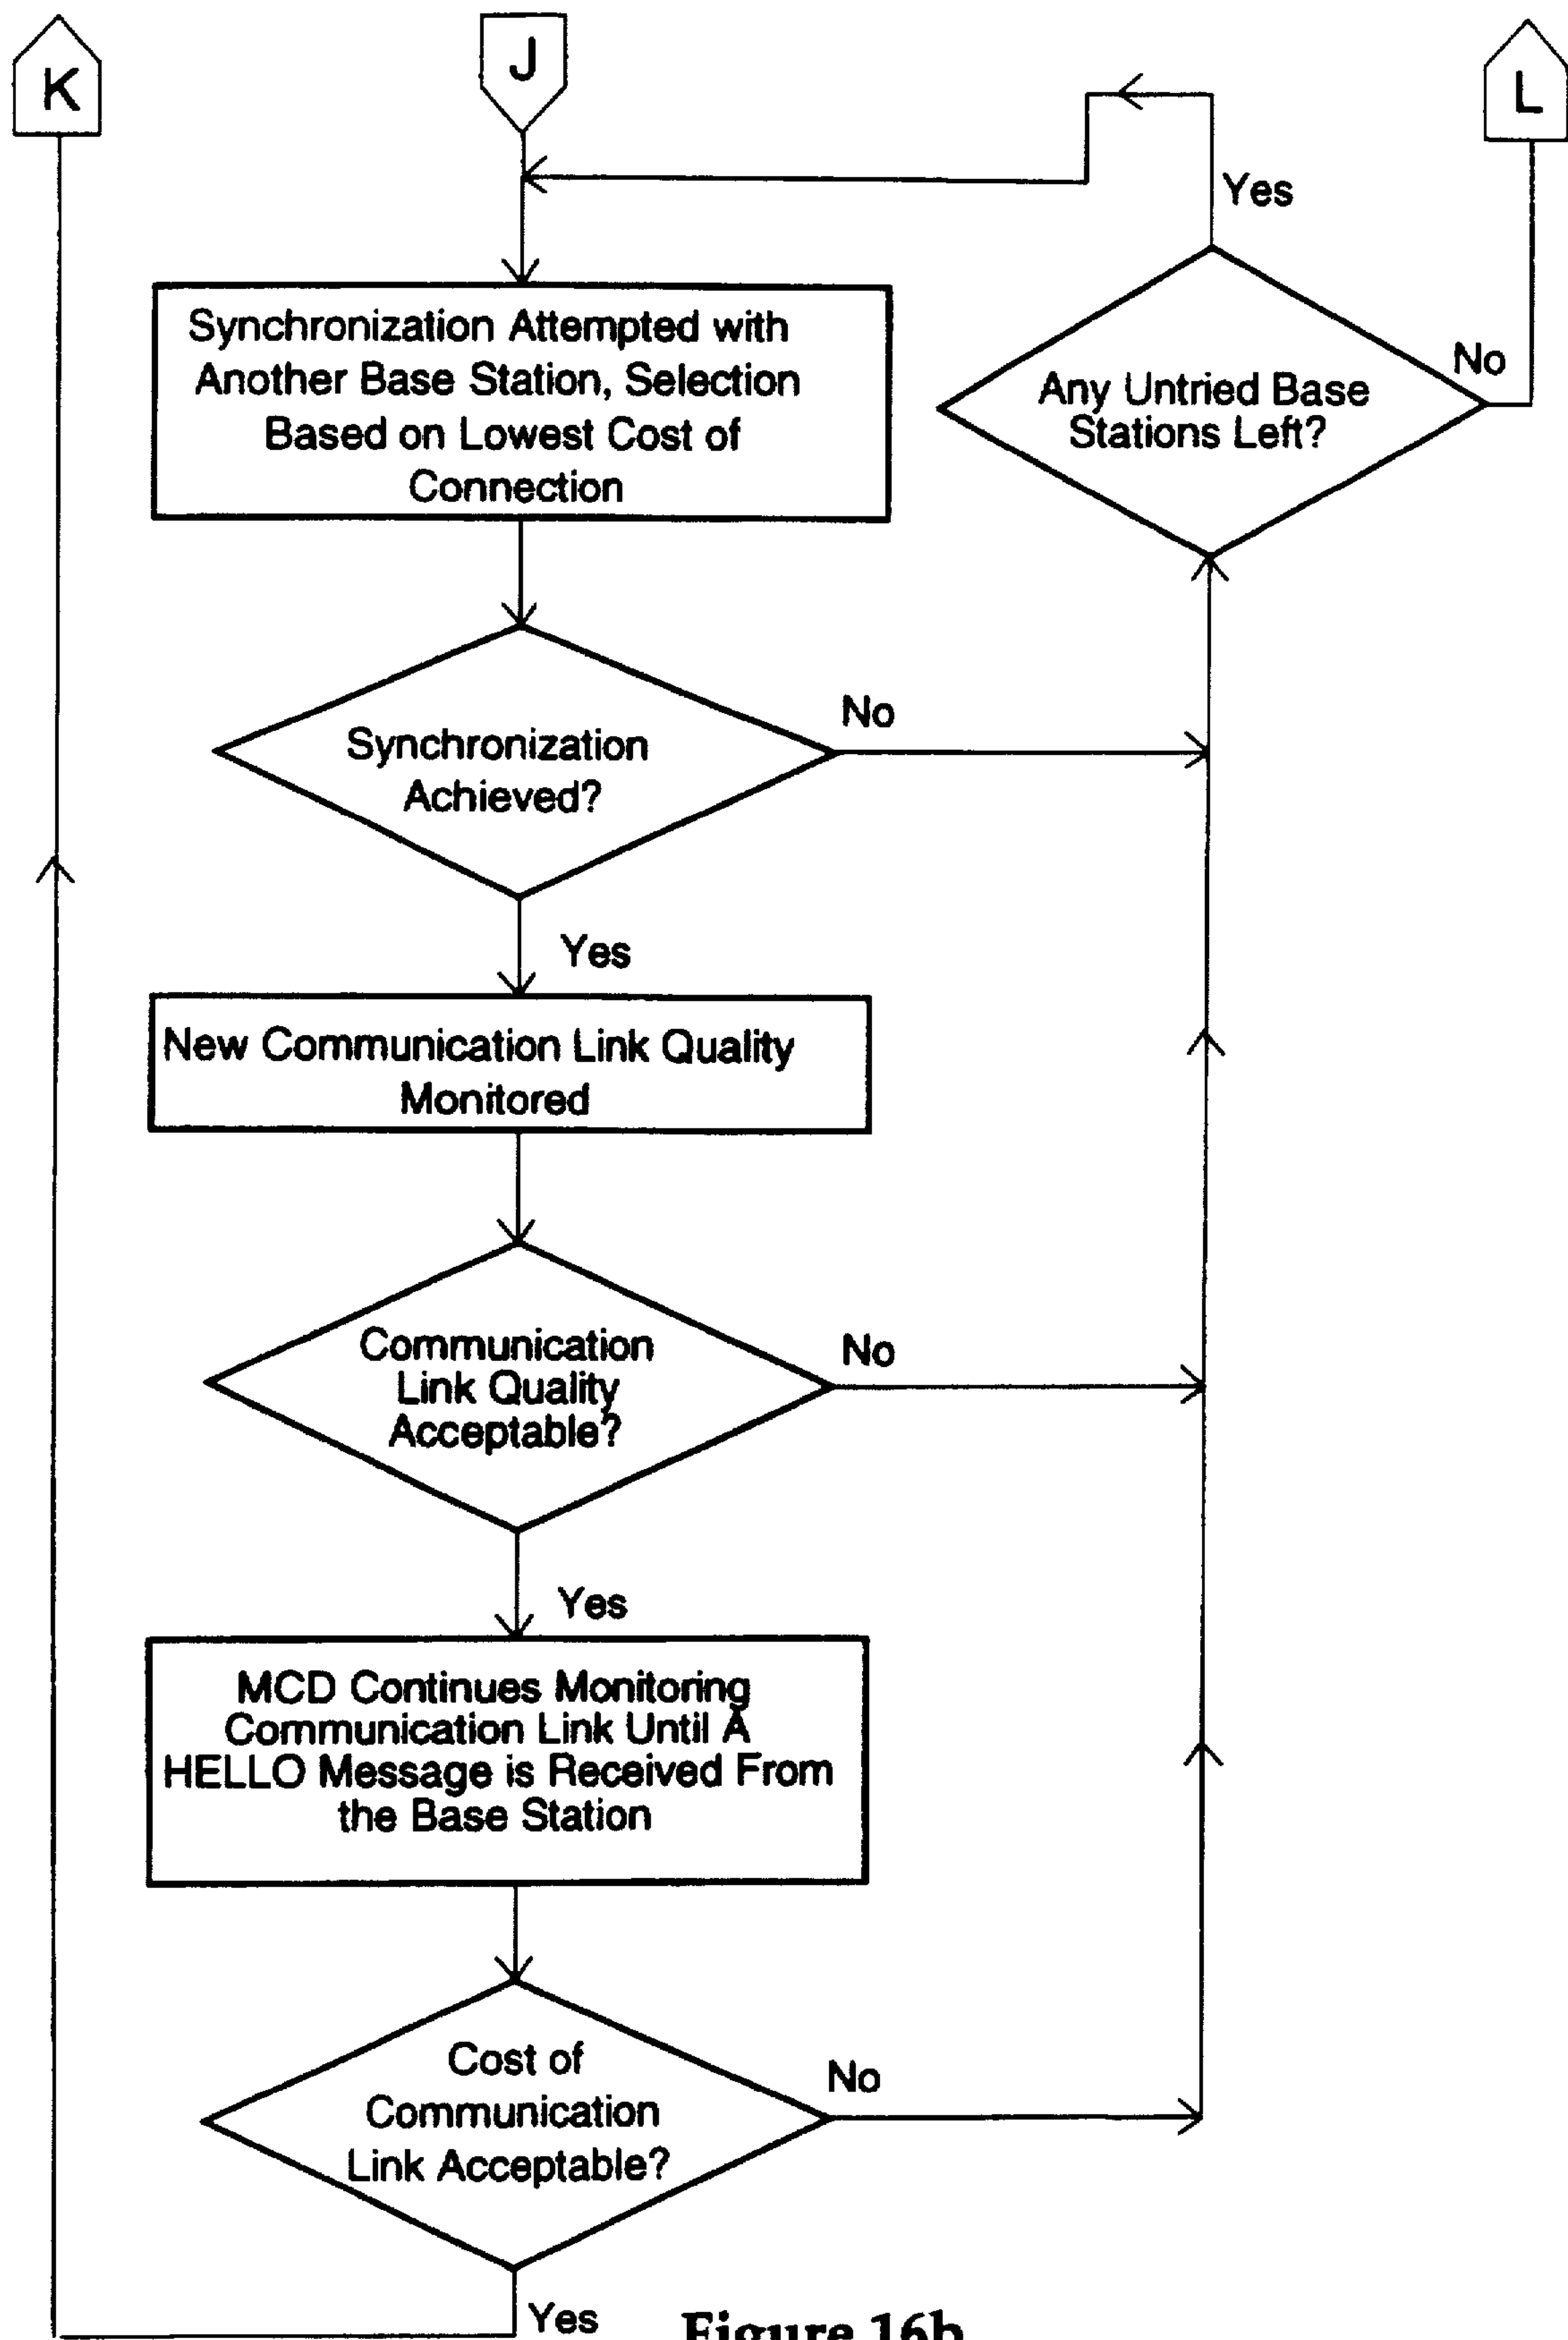 K
J
L
Yes
Synchronization Attempted with
Another Base Station, Selection
Based on Lowest Cost of
Connection
No
Any Untried Base
Stations Left?
No
Synchronization
Achieved?
Yes
New Communication Link Quality
Monitored
No
Communication
Link Quality
Acceptable?
Yes
MCD Continues Monitoring
Communication Link Until A
HELLO Message is Received From
the Base Station
Cost of
Communication
Link Acceptable?
No
Yes
Figure 16b